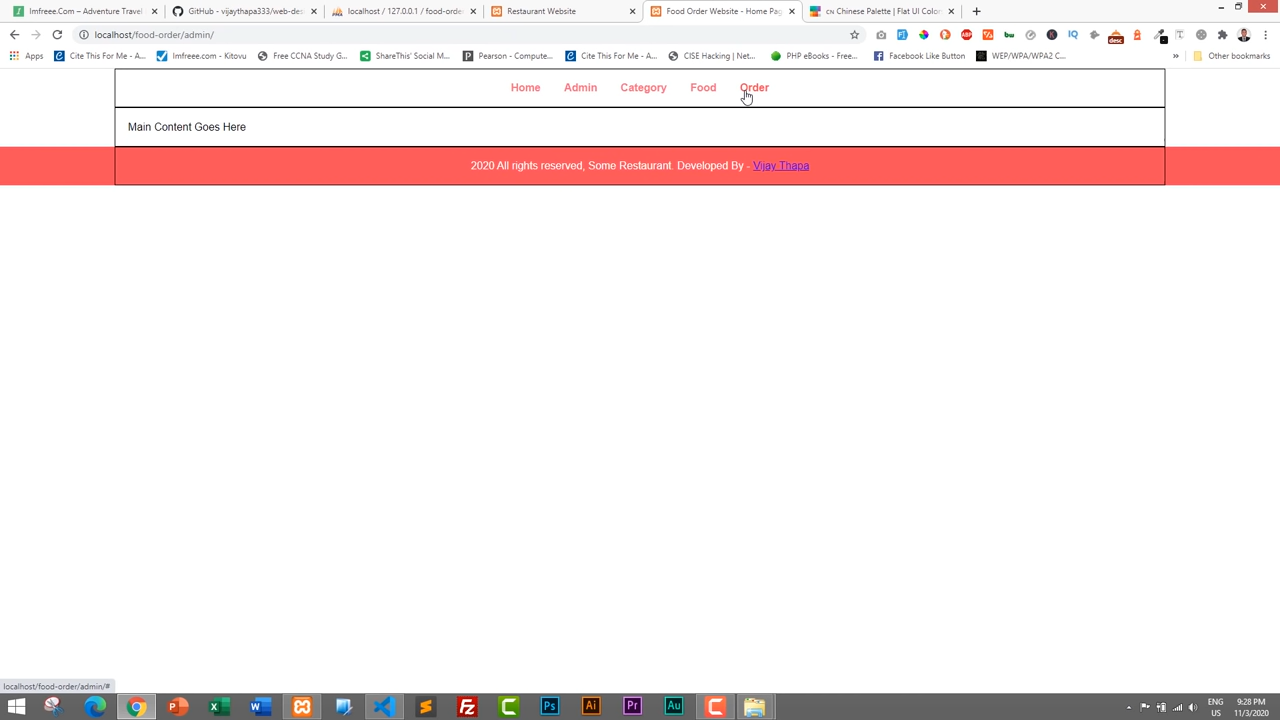 Imfreee.Com – Adventure Travel
GitHub - vijaythapa333/web-des
localhost / 127.0.0.1 / food-orde
Restaurant Website
Food Order Website - Home Pag
CN Chinese Palette | Flat UI Color
localhost/food-order/admin/
Apps
Cite This For Me - A...
Imfreee.com - Kitovu
Free CCNA Study G...
ShareThis' Social M...
Pearson - Compute...
Cite This For Me - A...
CISE Hacking | Net...
PHP eBooks - Free...
Facebook Like Button
WEP/WPA/WPA2 C...
» Other bookmarks
Home Admin Category Food Order
Main Content Goes Here
2020 All rights reserved, Some Restaurant. Developed By - Vijay Thapa
localhost/food-order/admin/#
ENG 9:28 PM
US 11/3/2020